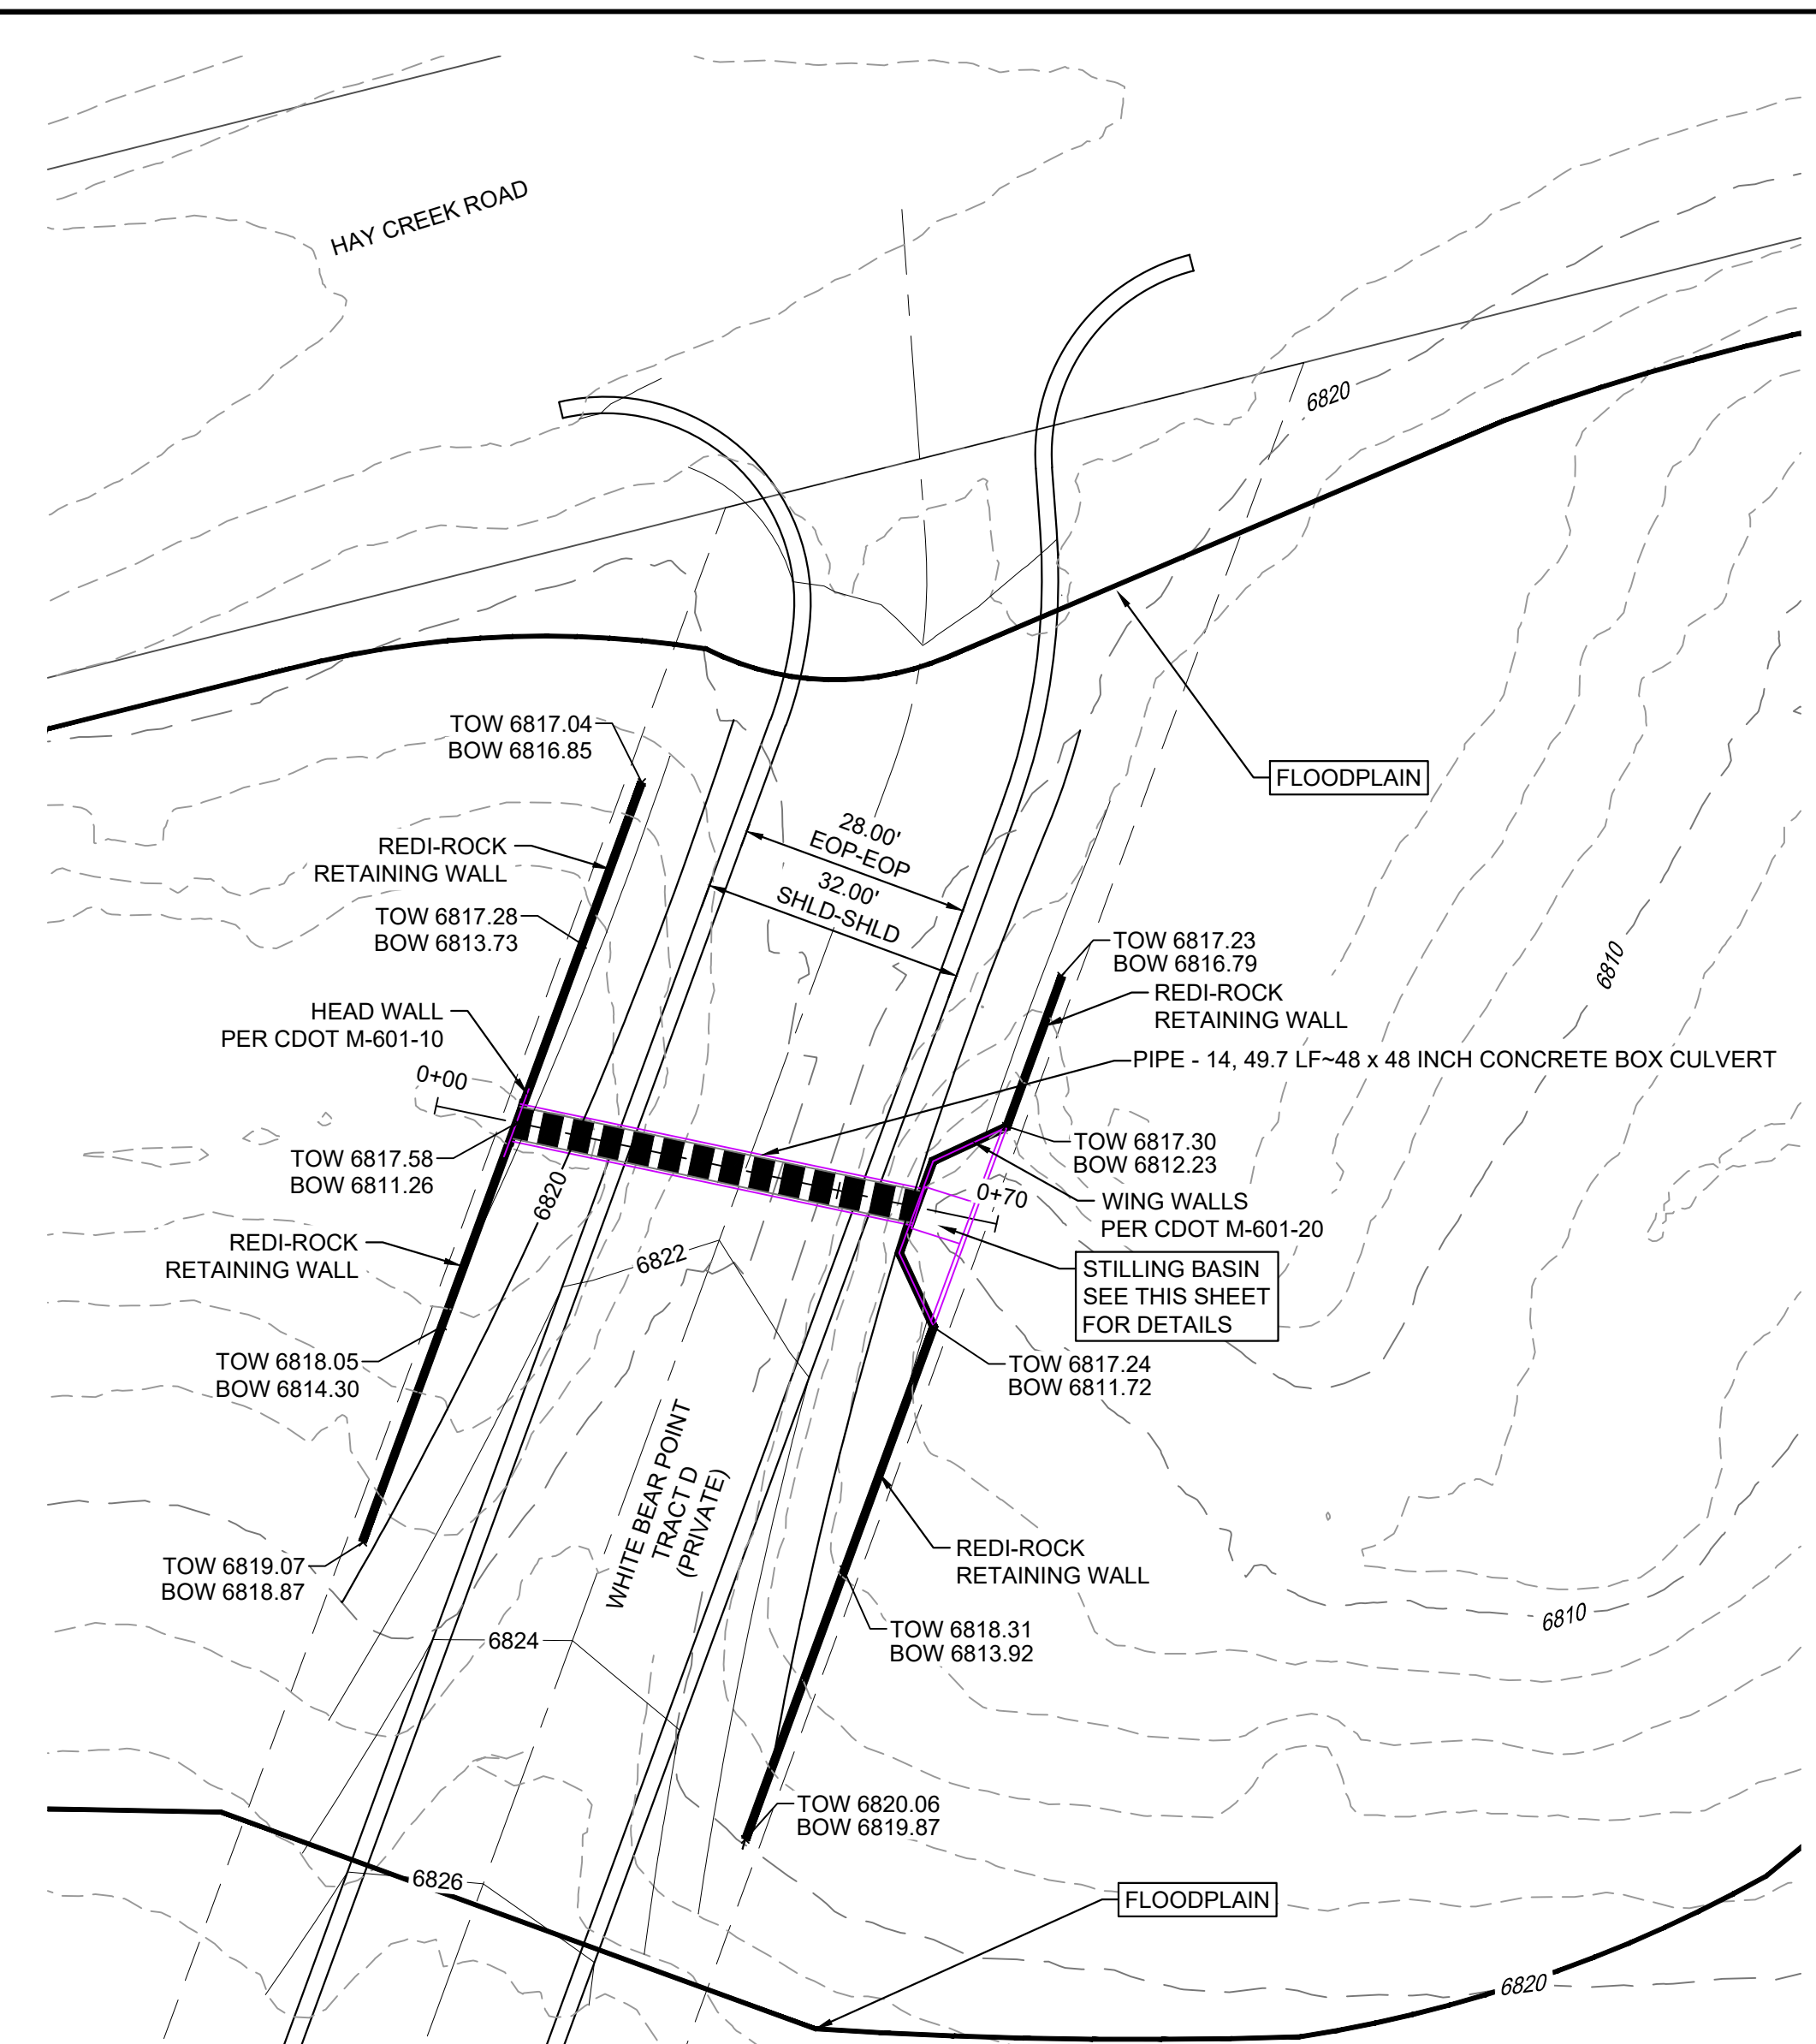 HAY CREEK ROAD
6820
TOW 6817.04
BOW 6816.85
FLOODPLAIN
28.00'
EOP-EOP
32.00'
SHLD-SHLD
REDI-ROCK
RETAINING WALL
TOW 6817.28
BOW 6813.73
TOW 6817.23
BOW 6816.79
6810
REDI-ROCK
RETAINING WALL
HEAD WALL
PER CDOT M-601-10
PIPE - 14, 49.7 LF~48 x 48 INCH CONCRETE BOX CULVERT
0+00
TOW 6817.30
BOW 6812.23
TOW 6817.58
BOW 6811.26
6820
0+70
WING WALLS
PER CDOT M-601-20
REDI-ROCK
RETAINING WALL
6822
STILLING BASIN
SEE THIS SHEET
FOR DETAILS
TOW 6818.05
BOW 6814.30
TOW 6817.24
BOW 6811.72
WHITE BEAR POINT
TRACT D
(PRIVATE)
REDI-ROCK
RETAINING WALL
TOW 6819.07
BOW 6818.87
6810
TOW 6818.31
BOW 6813.92
6824
TOW 6820.06
BOW 6819.87
6826
FLOODPLAIN
6820